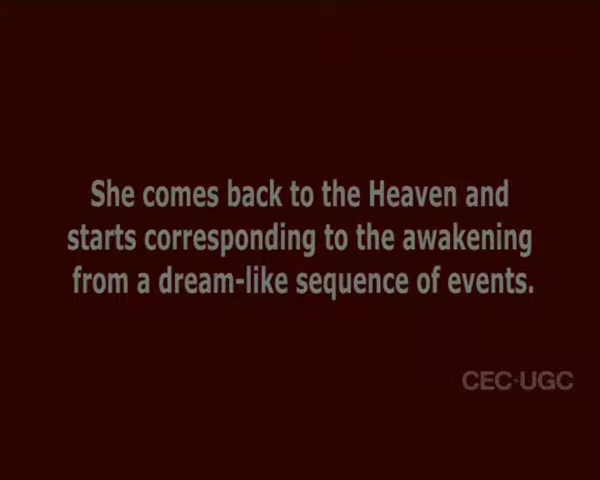 She comes back to the Heaven and
starts corresponding to the awakening
from a dream-like sequence of events.
CEC-UGC